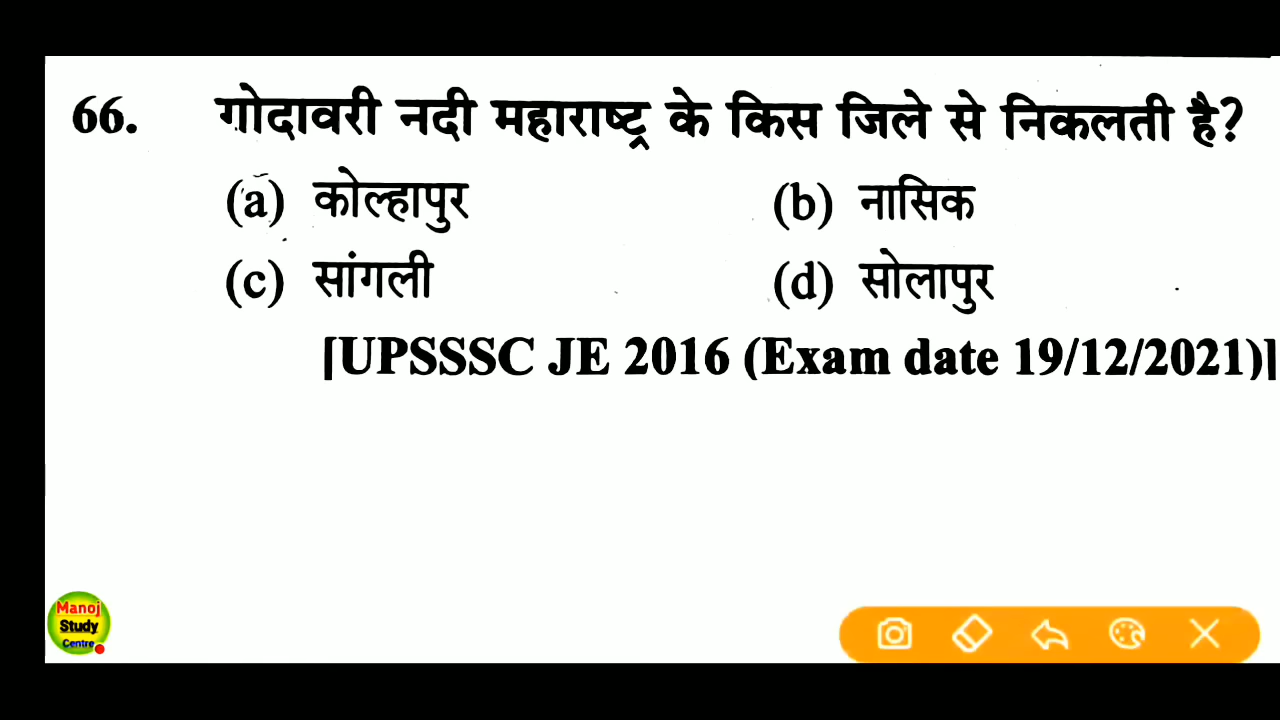 66. गोदावरी नदी महाराष्ट्र के किस जिले से निकलती है?
(a) कोल्हापुर (b) नासिक
(c) सांगली (d) सोलापुर
[UPSSSC JE 2016 (Exam date 19/12/2021)]
Manoj
Study
Centre